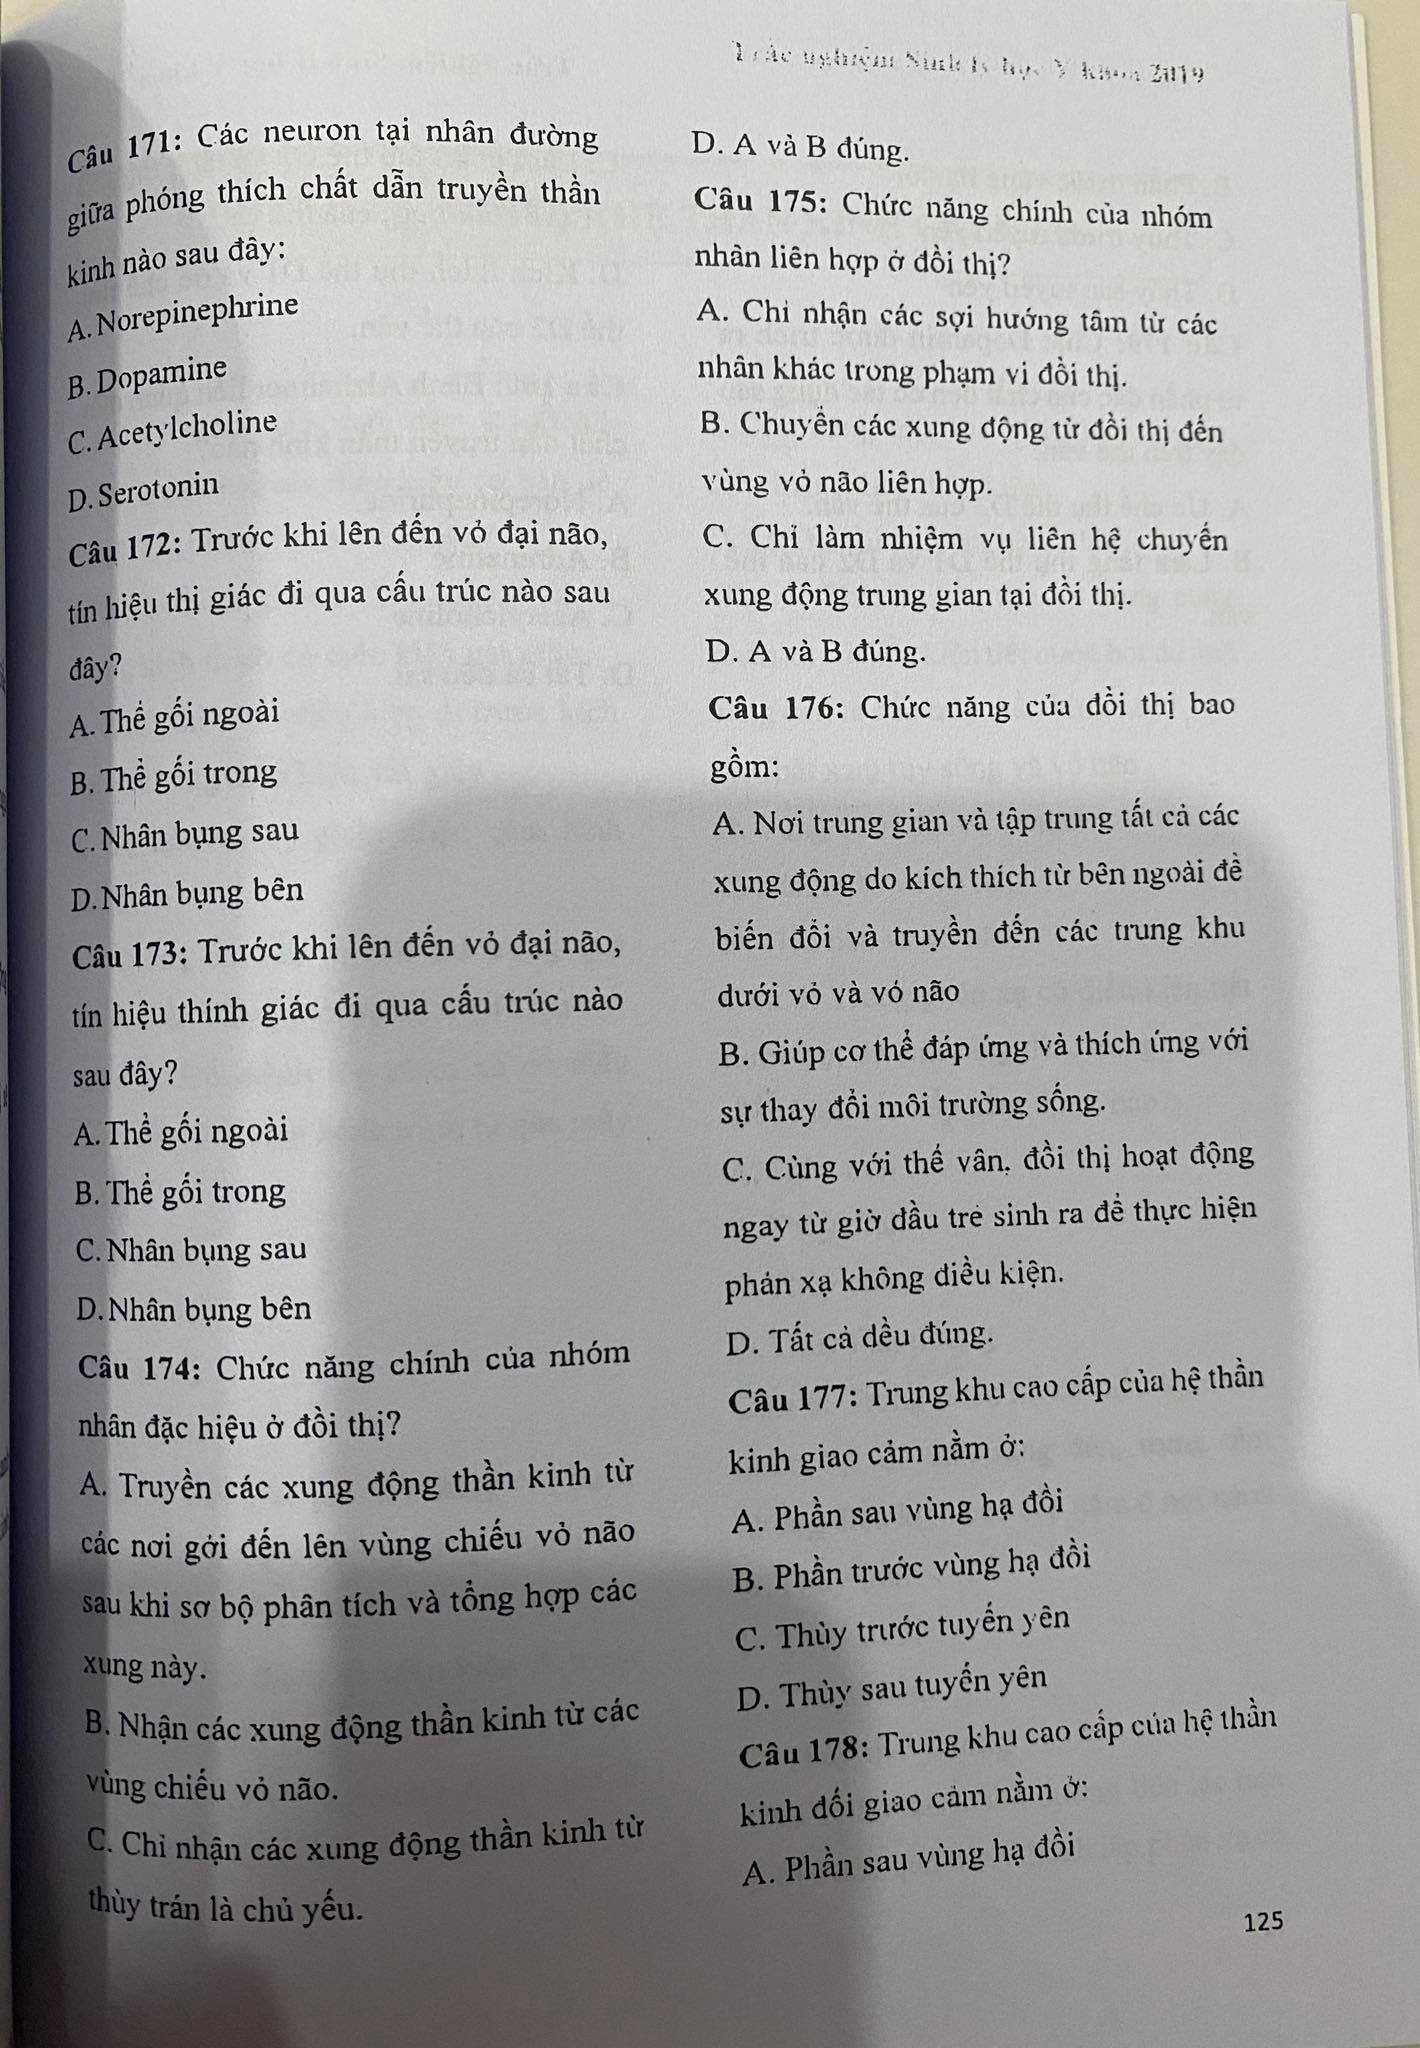 Trắc nghiệm Sinh lý học Y khoa 2019
Câu 171: Các neuron tại nhân đường
giữa phóng thích chất dẫn truyền thần
kinh nào sau đây:
A. Norepinephrine
B. Dopamine
C. Acetylcholine
D. Serotonin
Câu 172: Trước khi lên đến vỏ đại não,
tín hiệu thị giác đi qua cấu trúc nào sau
đây?
A. Thể gối ngoài
B. Thể gối trong
C. Nhân bụng sau
D. Nhân bụng bên
Câu 173: Trước khi lên đến vỏ đại não,
tín hiệu thính giác đi qua cấu trúc nào
sau đây?
A. Thể gối ngoài
B. Thể gối trong
C. Nhân bụng sau
D. Nhân bụng bên
Câu 174: Chức năng chính của nhóm
nhân đặc hiệu ở đồi thị?
A. Truyền các xung động thần kinh từ
các nơi gởi đến lên vùng chiếu vỏ não
sau khi sơ bộ phân tích và tổng hợp các
xung này.
B. Nhận các xung động thần kinh từ các
vùng chiếu vỏ não.
C. Chỉ nhận các xung động thần kinh từ
thùy trán là chủ yếu.
D. A và B đúng.
Câu 175: Chức năng chính của nhóm
nhân liên hợp ở đồi thị?
A. Chỉ nhận các sợi hướng tâm từ các
nhân khác trong phạm vi đồi thị.
B. Chuyển các xung động từ đồi thị đến
vùng vỏ não liên hợp.
C. Chỉ làm nhiệm vụ liên hệ chuyển
xung động trung gian tại đồi thị.
D. A và B đúng.
Câu 176: Chức năng của đồi thị bao
gồm:
A. Nơi trung gian và tập trung tất cả các
xung động do kích thích từ bên ngoài để
biến đổi và truyền đến các trung khu
dưới vỏ và vỏ não
B. Giúp cơ thể đáp ứng và thích ứng với
sự thay đổi môi trường sống.
C. Cùng với thể vân, đồi thị hoạt động
ngay từ giờ đầu trẻ sinh ra để thực hiện
phản xạ không điều kiện.
D. Tất cả đều đúng.
Câu 177: Trung khu cao cấp của hệ thần
kinh giao cảm nằm ở:
A. Phần sau vùng hạ đồi
B. Phần trước vùng hạ đồi
C. Thùy trước tuyến yên
D. Thùy sau tuyến yên
Câu 178: Trung khu cao cấp của hệ thần
kinh đối giao cảm nằm ở:
A. Phần sau vùng hạ đồi
125